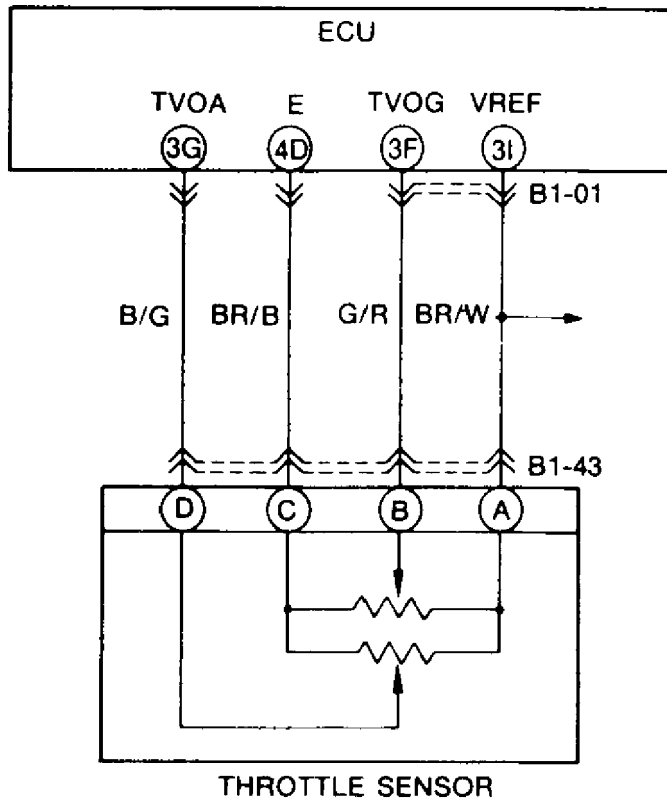 ECU
TVOA E TVOG VREF
3G 4D 3F 3I
B1-01
B/G BR/B G/R BR/W
B1-43
D C B A
THROTTLE SENSOR